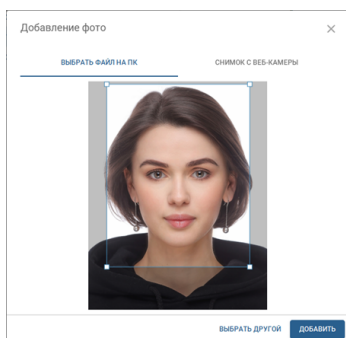 Добавление фото
ВЫБРАТЬ ФАЙЛ НА ПК
СНИМОК С ВЕБ-КАМЕРЫ
ВЫБРАТЬ ДРУГОЙ
ДОБАВИТЬ